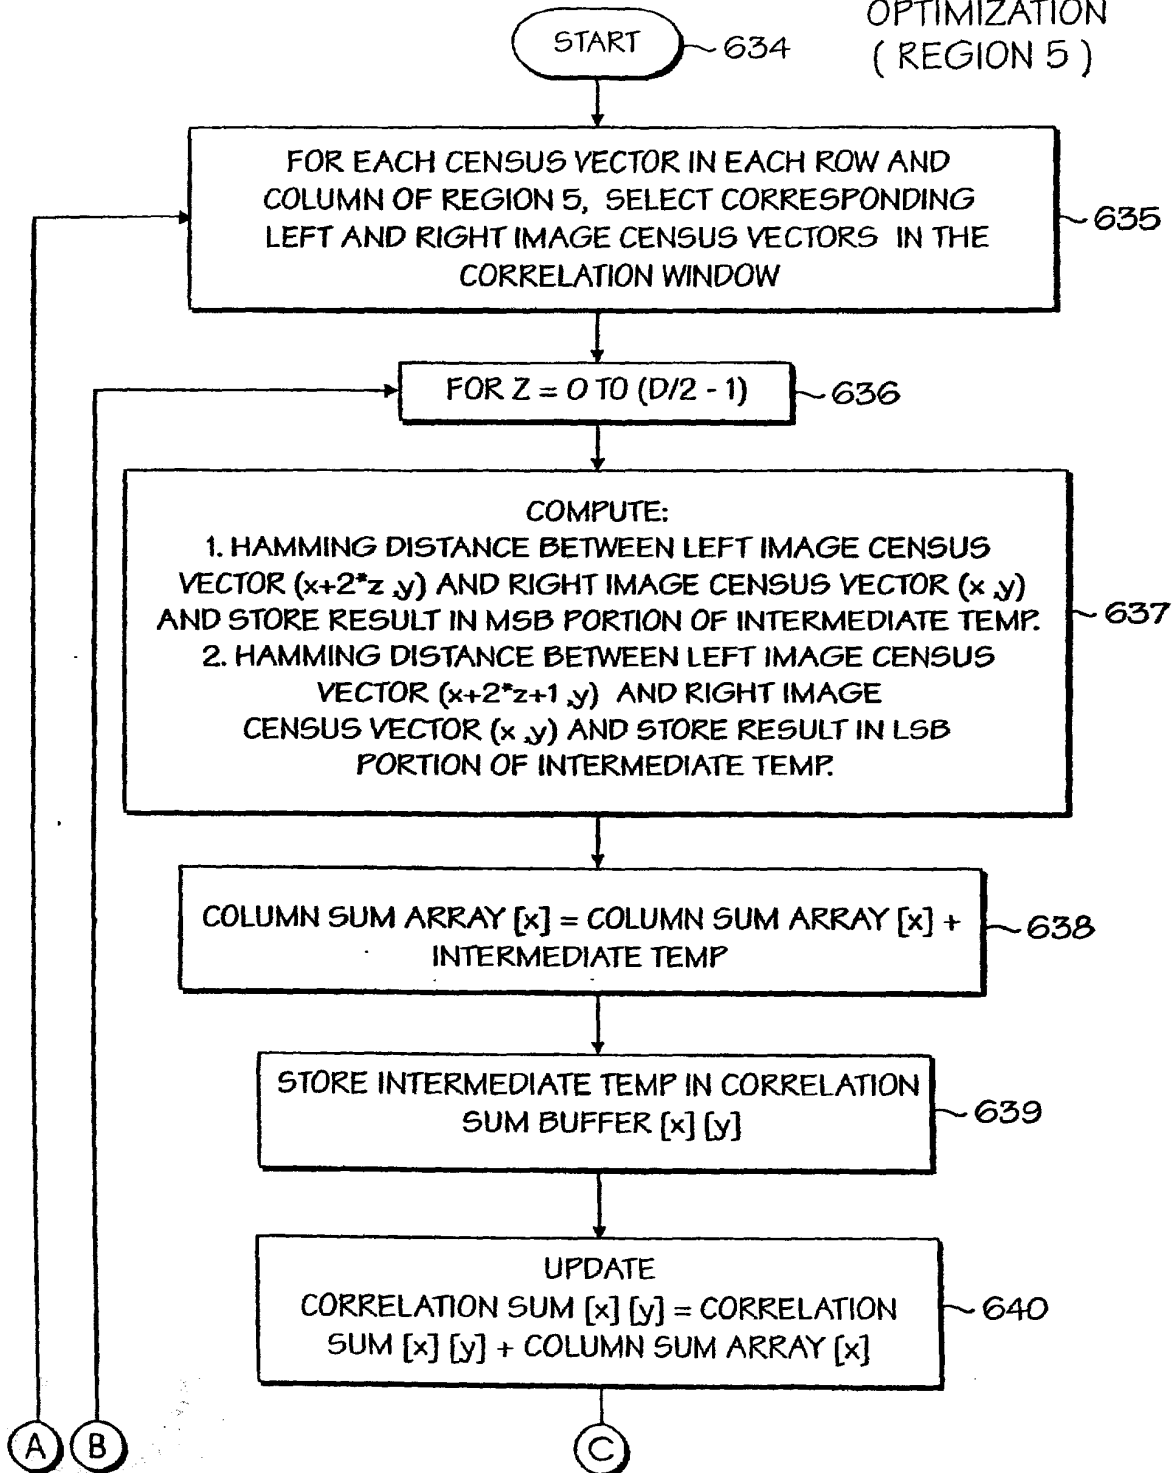 OPTIMIZATION
( REGION 5 )
START
634
FOR EACH CENSUS VECTOR IN EACH ROW AND
COLUMN OF REGION 5, SELECT CORRESPONDING
LEFT AND RIGHT IMAGE CENSUS VECTORS IN THE
CORRELATION WINDOW
635
FOR Z = 0 TO (D/2 - 1)
636
COMPUTE:
1. HAMMING DISTANCE BETWEEN LEFT IMAGE CENSUS
VECTOR (x+2*z ,y) AND RIGHT IMAGE CENSUS VECTOR (x ,y)
AND STORE RESULT IN MSB PORTION OF INTERMEDIATE TEMP.
2. HAMMING DISTANCE BETWEEN LEFT IMAGE CENSUS
VECTOR (x+2*z+1 ,y) AND RIGHT IMAGE
CENSUS VECTOR (x ,y) AND STORE RESULT IN LSB
PORTION OF INTERMEDIATE TEMP.
637
COLUMN SUM ARRAY [x] = COLUMN SUM ARRAY [x] +
INTERMEDIATE TEMP
638
STORE INTERMEDIATE TEMP IN CORRELATION
SUM BUFFER [x] [y]
639
UPDATE
CORRELATION SUM [x] [y] = CORRELATION
SUM [x] [y] + COLUMN SUM ARRAY [x]
640
A
B
C